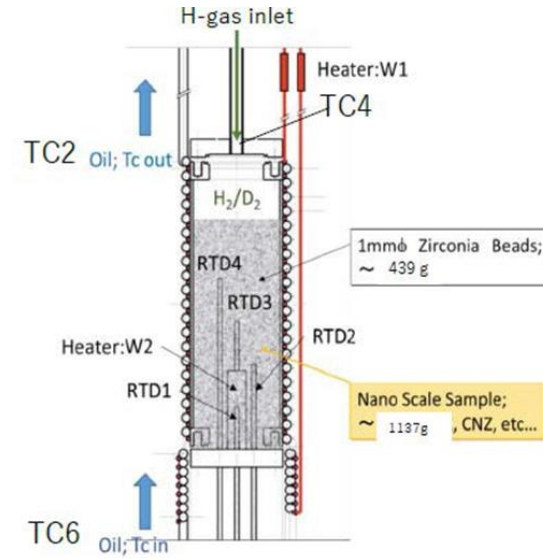 H-gas inlet
Heater:W1
TC4
TC2 Oil; Tc out
H₂/D₂
1mmϕ Zirconia Beads;
~ 439 g
RTD4
RTD3
Heater:W2
RTD2
RTD1
Nano Scale Sample;
~ 1137g , CNZ, etc...
TC6 Oil; Tc in